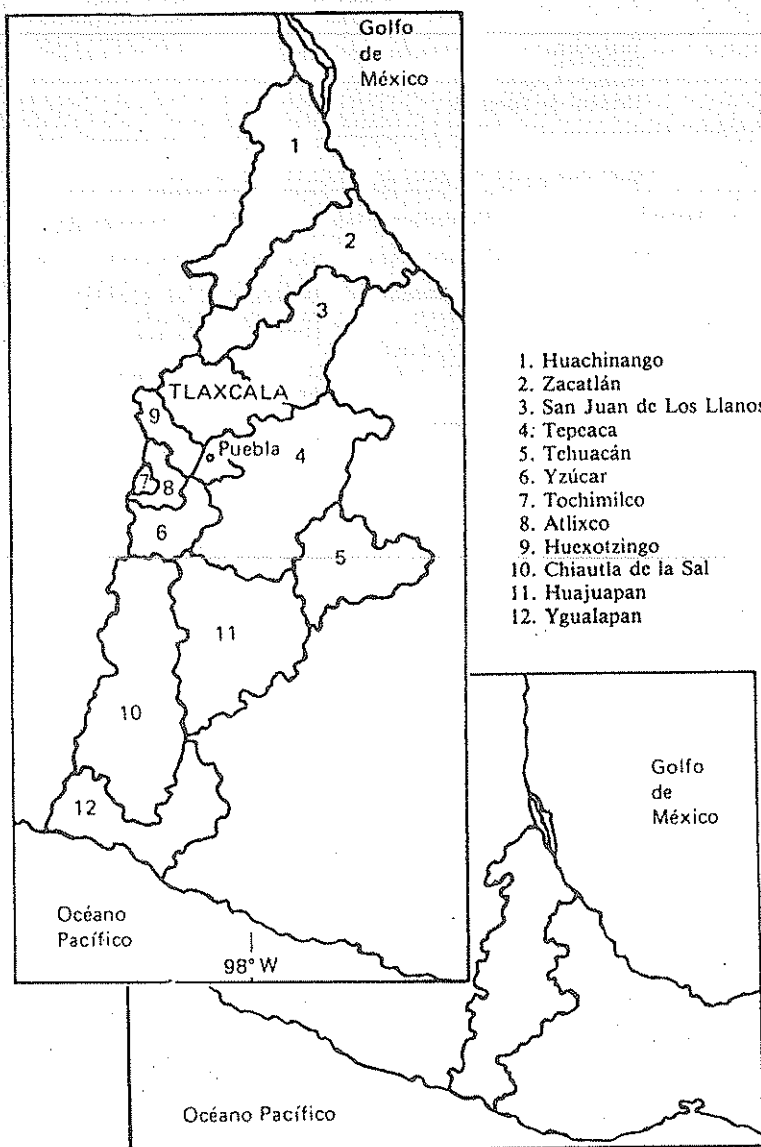 Golfo
de
México
1
2
3
TLAXCALA
9
Puebla
4
7
8
6
5
11
10
12
Océano
Pacífico
98° W
1. Huachinango
2. Zacatlán
3. San Juan de Los Llanos
4. Tepeaca
5. Tehuacán
6. Yzúcar
7. Tochimilco
8. Atlixco
9. Huexotzingo
10. Chiautla de la Sal
11. Huajuapan
12. Ygualapan
Golfo
de
México
Océano Pacífico